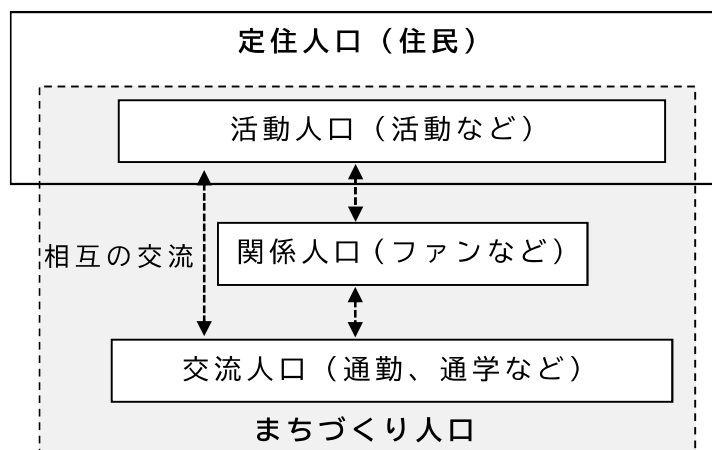 定住人口（住民）
活動人口（活動など）
相互の交流
関係人口（ファンなど）
交流人口（通勤、通学など）
まちづくり人口